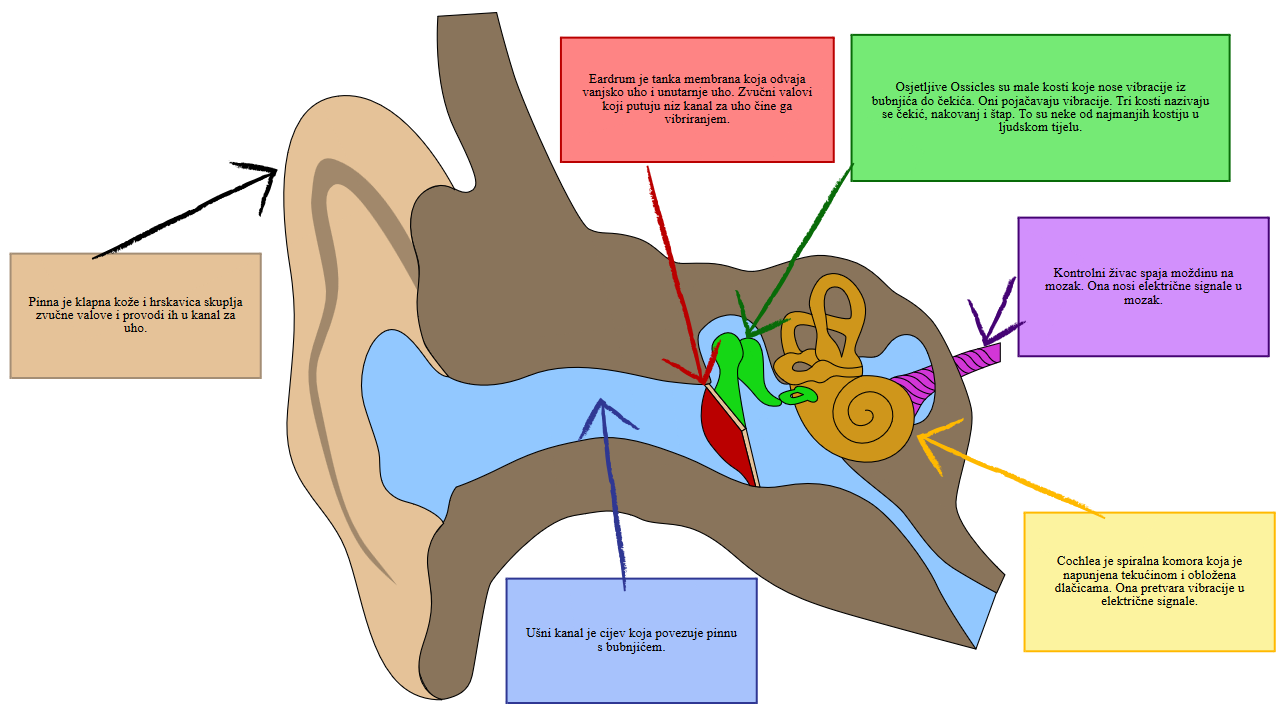 Eardrum je tanka membrana koja odvaja
vanjsko uho i unutarnje uho. Zvučni valovi
koji putuju niz kanal za uho čine ga
vibriranjem.
Osjetljive Ossicles su male kosti koje nose vibracije iz
bubnjića do čekića. Oni pojačavaju vibracije. Tri kosti nazivaju
se čekić, nakovanj i štap. To su neke od najmanjih kostiju u
ljudskom tijelu.
Kontrolni živac spaja moždinu na
mozak. Ona nosi električne signale u
mozak.
Pinna je klapna kože i hrskavica skuplja
zvučne valove i provodi ih u kanal za
uho.
Cochlea je spiralna komora koja je
napunjena tekućinom i obložena
dlačicama. Ona pretvara vibracije u
električne signale.
Ušni kanal je cijev koja povezuje pinnu
s bubnjićem.